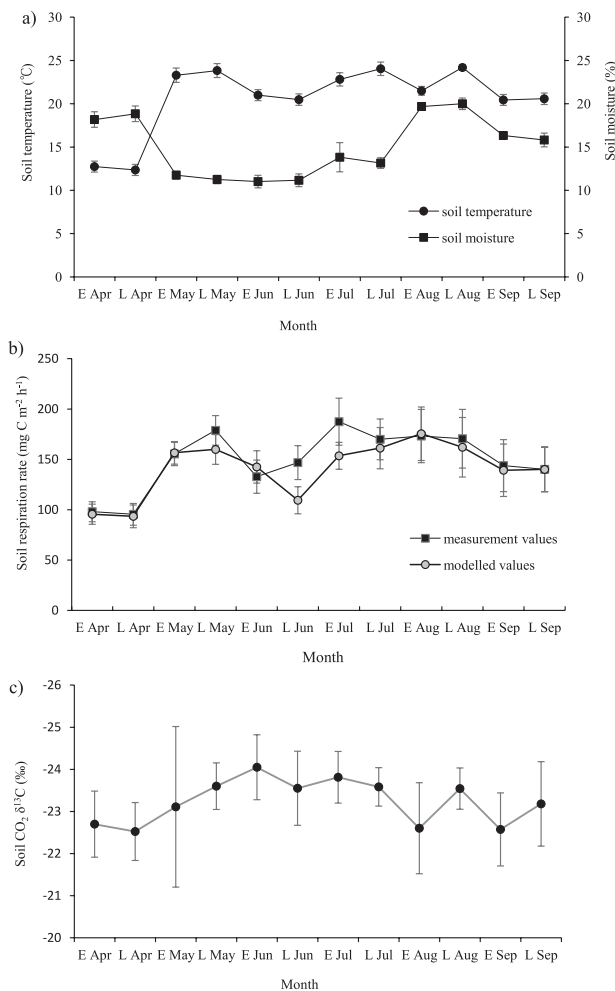 a)
30
25
20
15
10
5
0
Soil temperature (℃)
30
25
20
15
10
5
0
Soil moisture (%)
soil temperature
soil moisture
E Apr L Apr E May L May E Jun L Jun E Jul L Jul E Aug L Aug E Sep L Sep
Month
b)
250
200
150
100
50
0
Soil respiration rate (mg C m⁻² h⁻¹)
measurement values
modelled values
E Apr L Apr E May L May E Jun L Jun E Jul L Jul E Aug L Aug E Sep L Sep
Month
c)
-26
-25
-24
-23
-22
-21
-20
Soil CO₂ δ¹³C (‰)
E Apr L Apr E May L May E Jun L Jun E Jul L Jul E Aug L Aug E Sep L Sep
Month